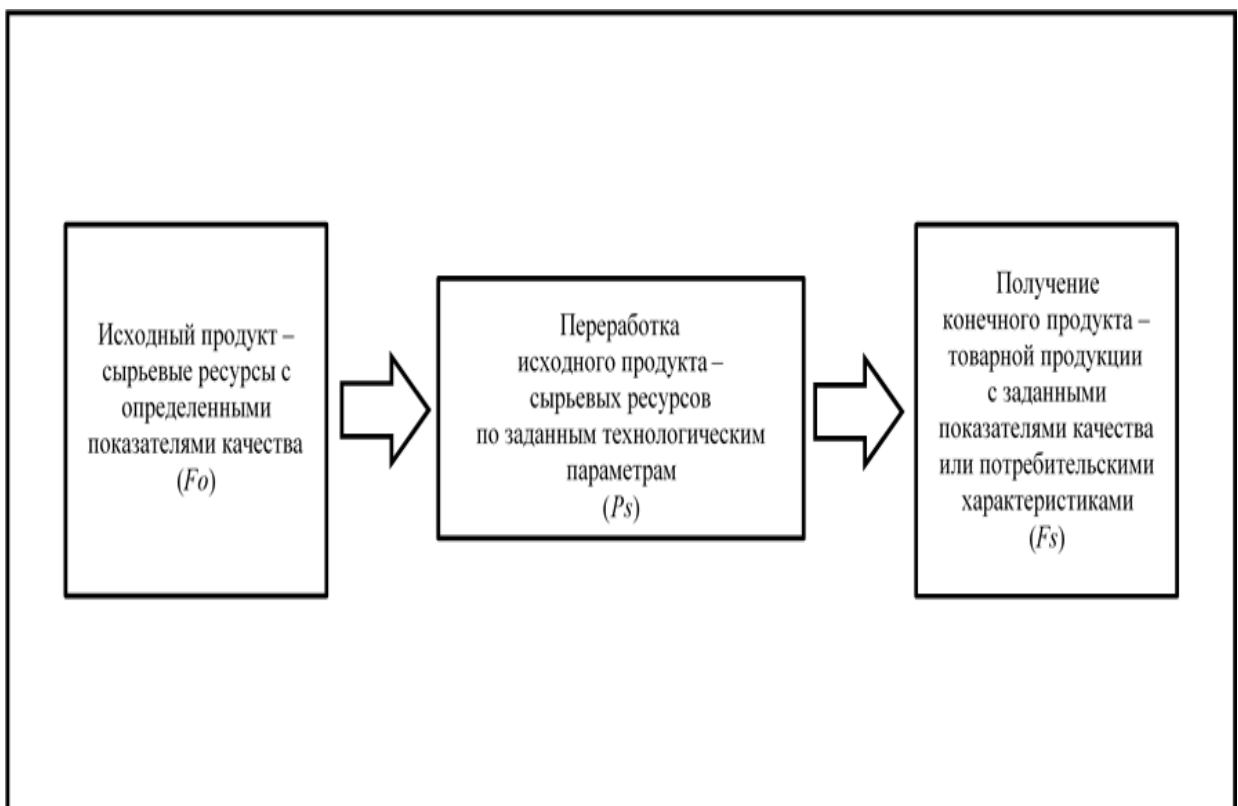 Исходный продукт –
сырьевые ресурсы с
определенными
показателями качества
(Fo)
Переработка
исходного продукта –
сырьевых ресурсов
по заданным технологическим
параметрам
(Ps)
Получение
конечного продукта –
товарной продукции
с заданными
показателями качества
или потребительскими
характеристиками
(Fs)